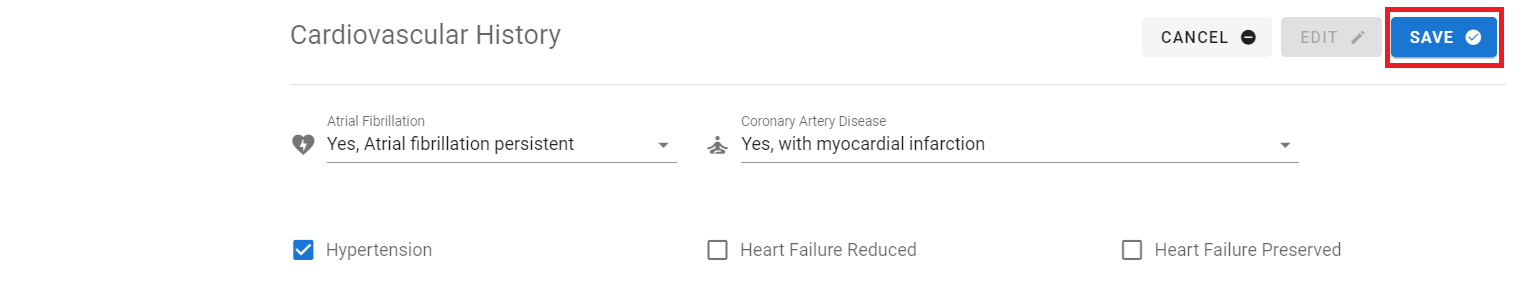 Cardiovascular History
CANCEL
EDIT
SAVE
Atrial Fibrillation
Yes, Atrial fibrillation persistent
Coronary Artery Disease
Yes, with myocardial infarction
Hypertension
Heart Failure Reduced
Heart Failure Preserved